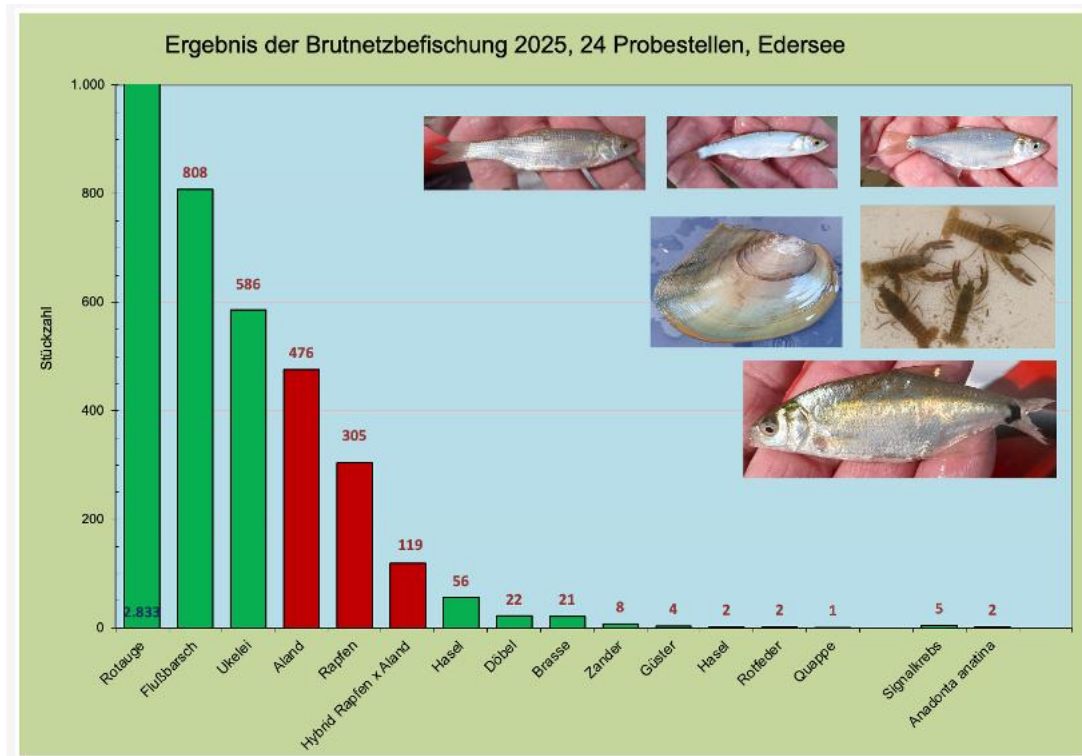 Ergebnis der Brutnetzbefischung 2025, 24 Probestellen, Edersee
Stückzahl
1.000
800
600
400
200
0
2.833
808
586
476
305
119
56
22
21
8
4
2
2
1
5
2
Rotauge
Flußbarsch
Ukelei
Aland
Rapfen
Hybrid Rapfen x Aland
Hasel
Döbel
Brasse
Zander
Güster
Hasel
Rotfeder
Quappe
Signalkrebs
Anadonta anatina